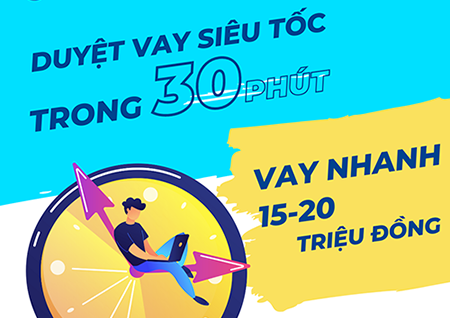 DUYỆT VAY SIÊU TỐC
TRONG 30 PHÚT
VAY NHANH
15-20
TRIỆU ĐỒNG